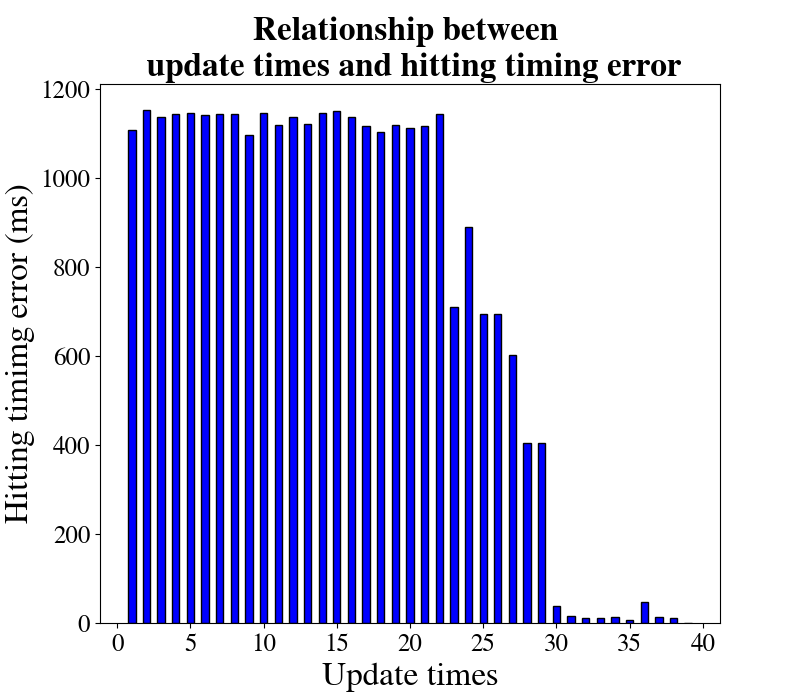 Relationship between
update times and hitting timing error
Hitting timimg error (ms)
1200
1000
800
600
400
200
0
0 5 10 15 20 25 30 35 40
Update times